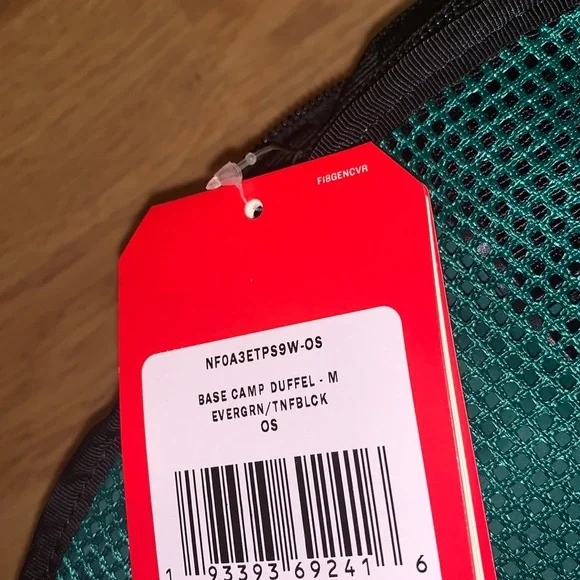 FI8GENCVR
NF0A3ETPS9W-OS
BASE CAMP DUFFEL - M
EVERGRN/TNFBLCK
OS
1 93393 69241 6